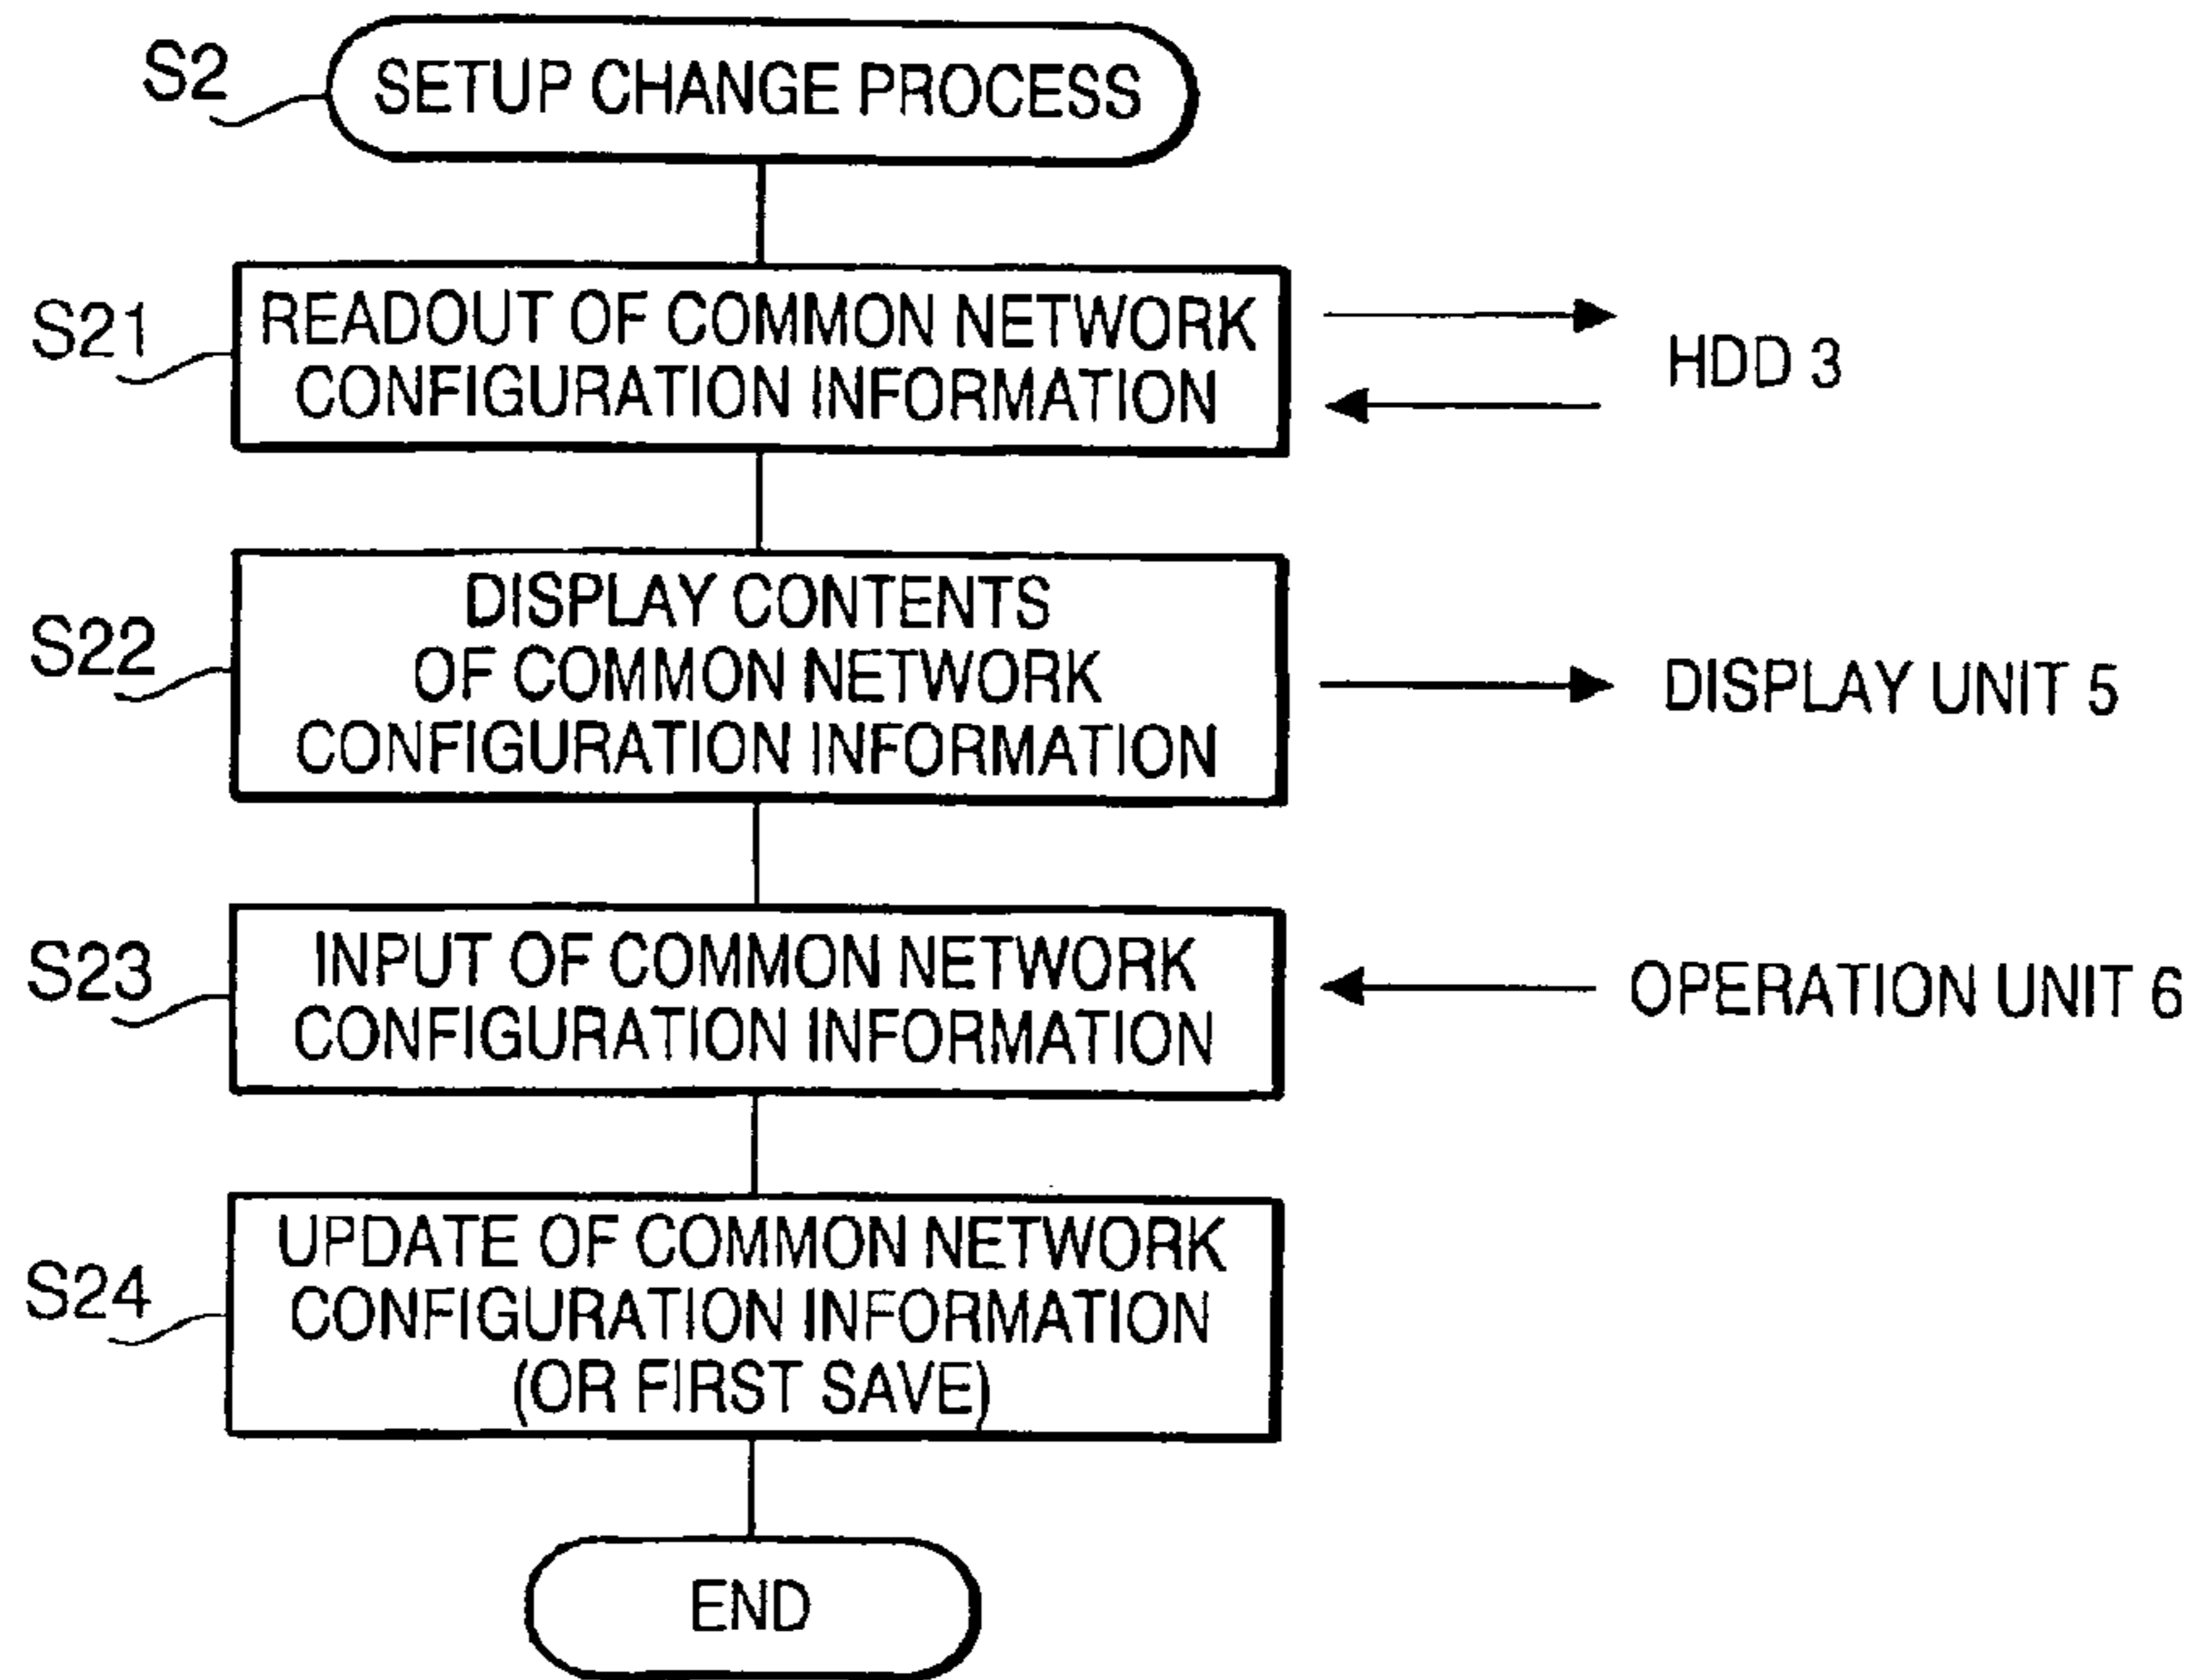 S2
SETUP CHANGE PROCESS
S21
READOUT OF COMMON NETWORK
CONFIGURATION INFORMATION
HDD 3
S22
DISPLAY CONTENTS
OF COMMON NETWORK
CONFIGURATION INFORMATION
DISPLAY UNIT 5
S23
INPUT OF COMMON NETWORK
CONFIGURATION INFORMATION
OPERATION UNIT 6
S24
UPDATE OF COMMON NETWORK
CONFIGURATION INFORMATION
(OR FIRST SAVE)
END